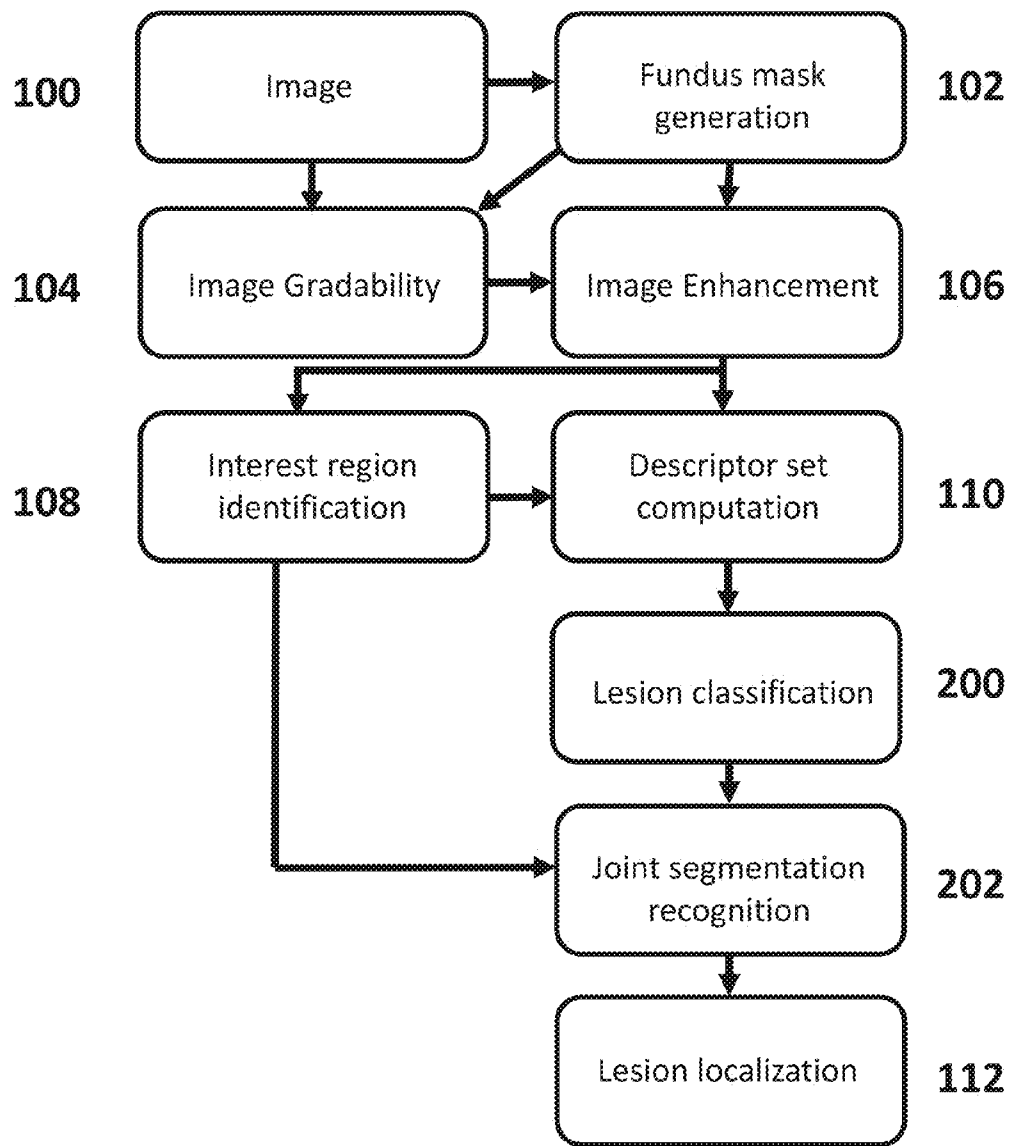 100
Image
Fundus mask
generation
102
104
Image Gradability
Image Enhancement
106
108
Interest region
identification
Descriptor set
computation
110
Lesion classification
200
Joint segmentation
recognition
202
Lesion localization
112